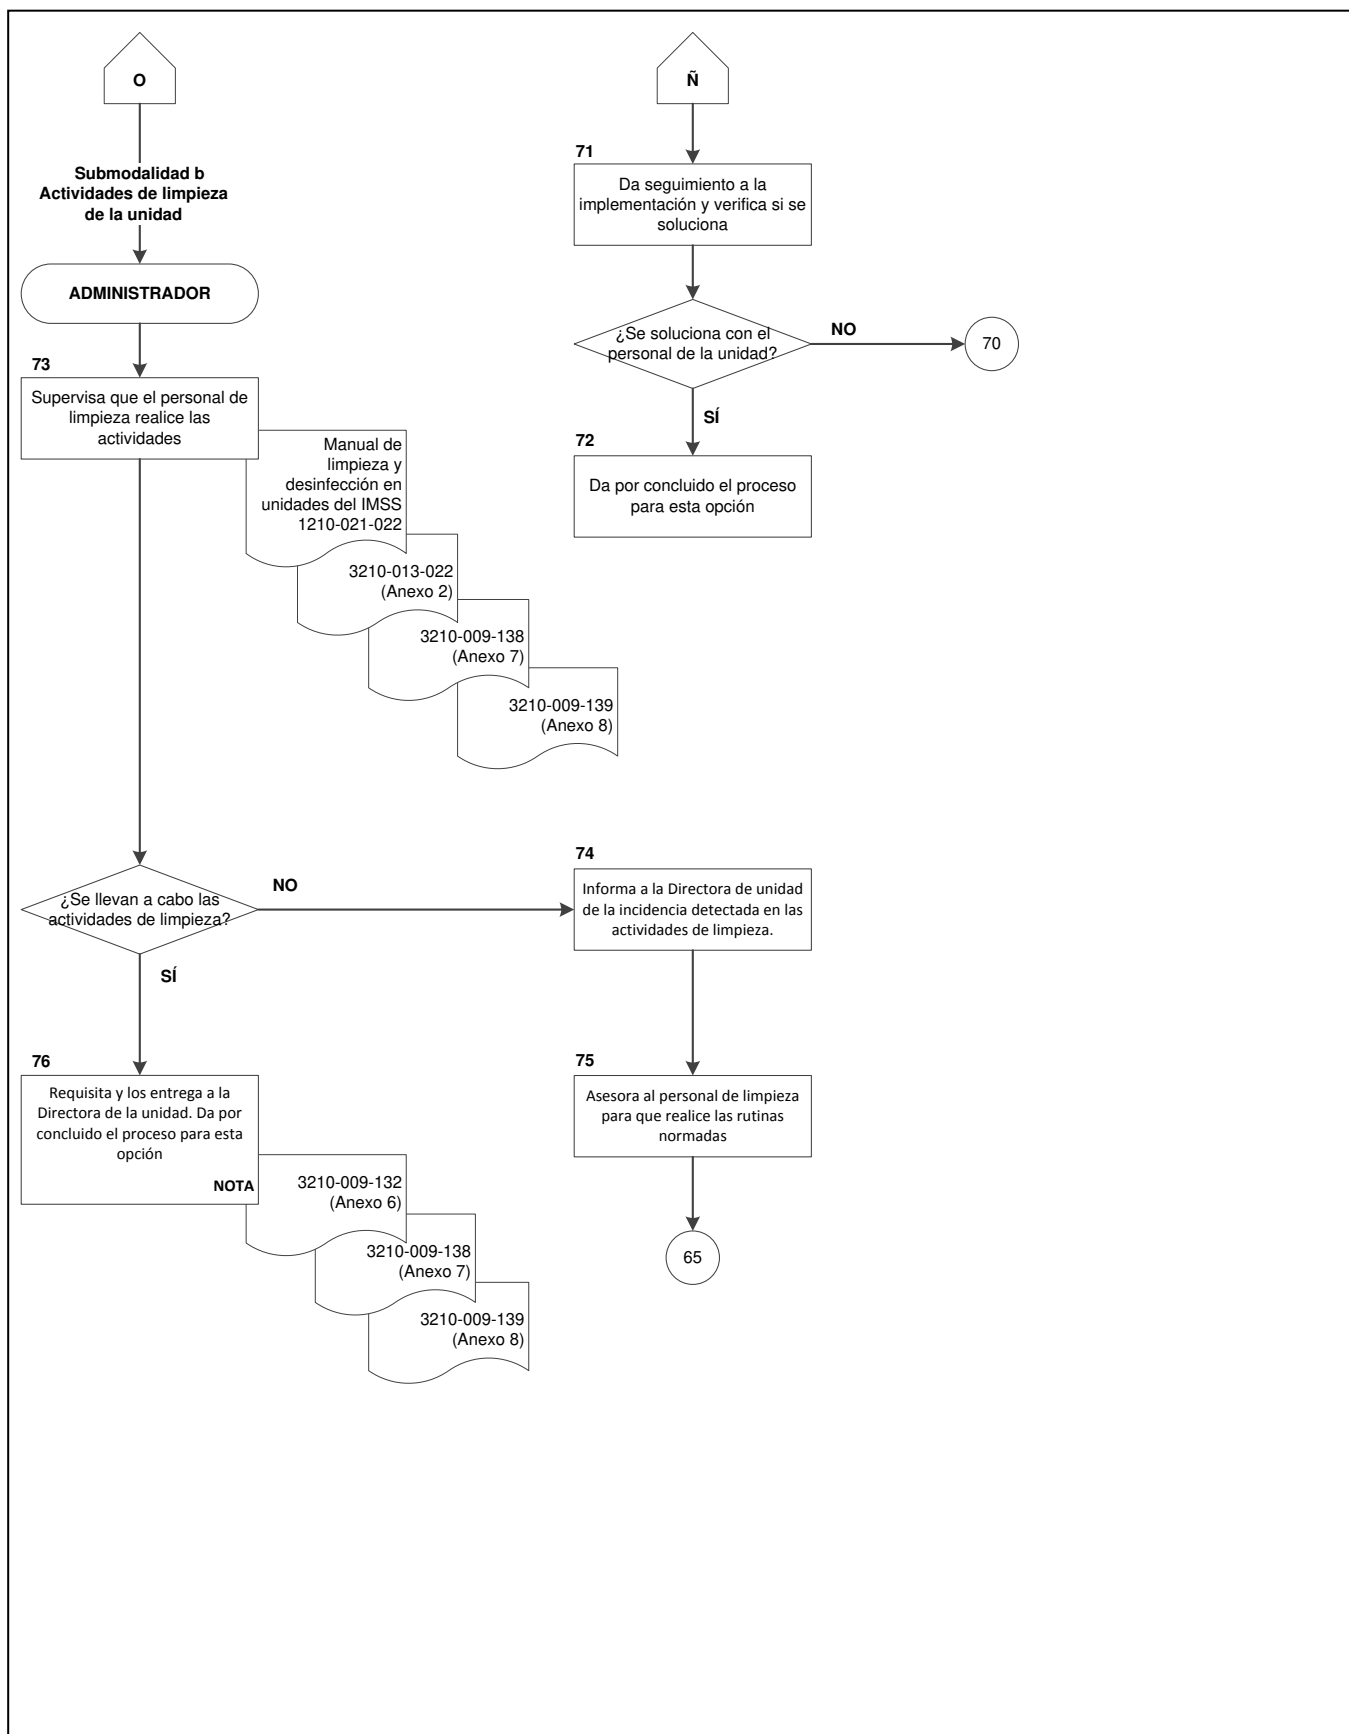 O
Submodalidad b
Actividades de limpieza
de la unidad
ADMINISTRADOR
73
Supervisa que el personal de
limpieza realice las
actividades
Manual de
limpieza y
desinfección en
unidades del IMSS
1210-021-022
3210-013-022
(Anexo 2)
3210-009-138
(Anexo 7)
3210-009-139
(Anexo 8)
¿Se llevan a cabo las
actividades de limpieza?
NO
SÍ
76
Requisita y los entrega a la
Directora de la unidad. Da por
concluido el proceso para esta
opción
NOTA
3210-009-132
(Anexo 6)
3210-009-138
(Anexo 7)
3210-009-139
(Anexo 8)
Ñ
71
Da seguimiento a la
implementación y verifica si se
soluciona
¿Se soluciona con el
personal de la unidad?
NO
70
SÍ
72
Da por concluido el proceso
para esta opción
74
Informa a la Directora de unidad
de la incidencia detectada en las
actividades de limpieza.
75
Asesora al personal de limpieza
para que realice las rutinas
normadas
65